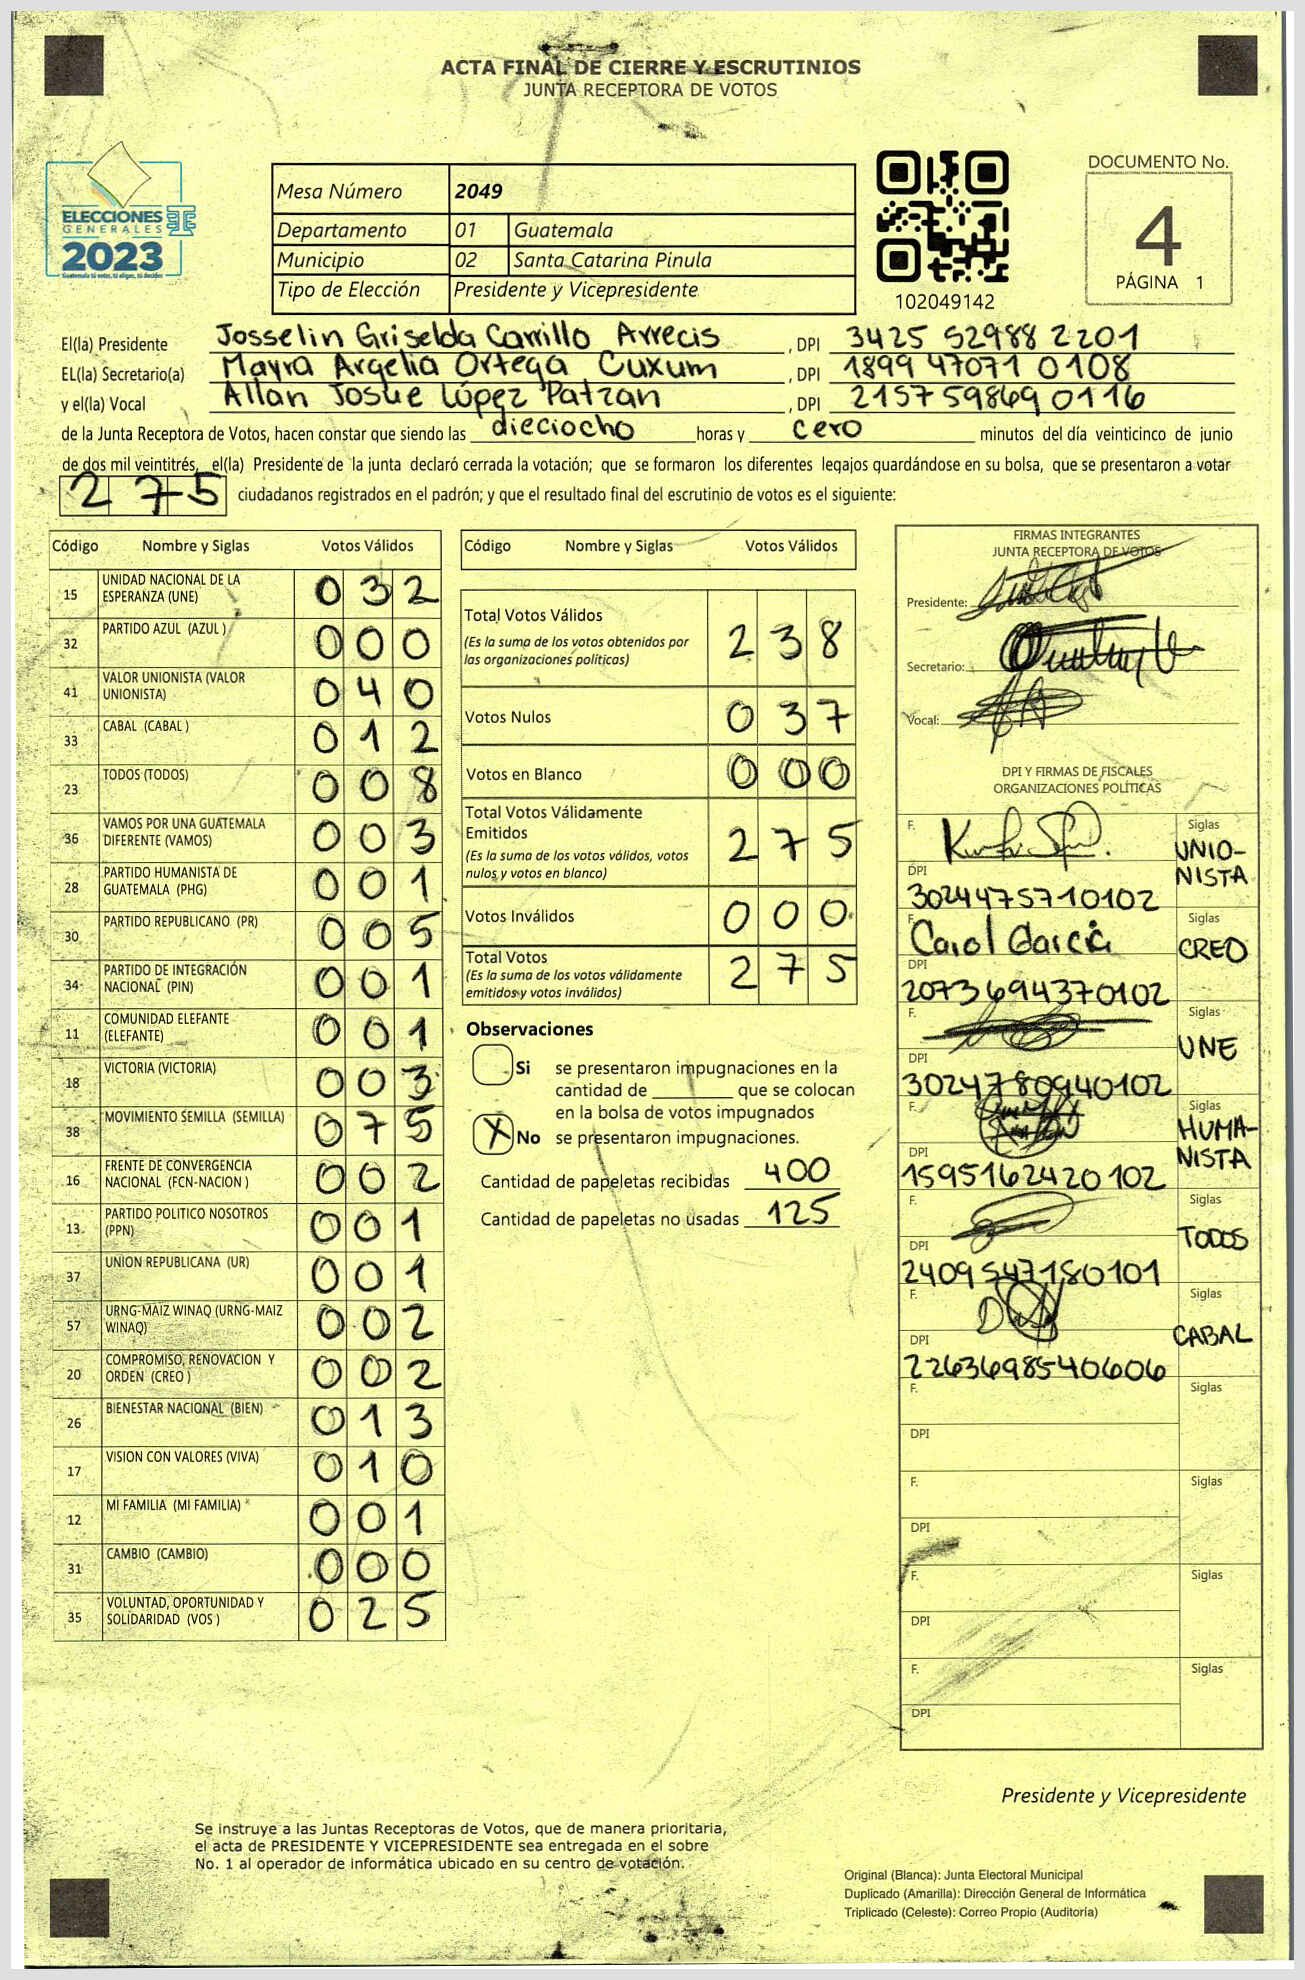 ACTA FINAL DE CIERRE Y ESCRUTINIOS
JUNTA RECEPTORA DE VOTOS
ELECCIONES
GENERALES
2023
Guatemala tú votas, tú eliges, tú decides
Mesa Número 2049
Departamento 01 Guatemala
Municipio 02 Santa Catarina Pinula
Tipo de Elección Presidente y Vicepresidente
102049142
DOCUMENTO No.
4
PÁGINA 1
El(la) Presidente Josselin Griselda Carrillo Arrecis , DPI 3425 52988 2201
EL(la) Secretario(a) Mayra Argelia Ortega Cuxum , DPI 1899 47071 0108
y el(la) Vocal Allan Josue López Patzan , DPI 2157 59869 0116
de la Junta Receptora de Votos, hacen constar que siendo las dieciocho horas y cero minutos del día veinticinco de junio
de dos mil veintitrés, el(la) Presidente de la junta declaró cerrada la votación; que se formaron los diferentes legajos guardándose en su bolsa, que se presentaron a votar
275 ciudadanos registrados en el padrón; y que el resultado final del escrutinio de votos es el siguiente:
Código Nombre y Siglas Votos Válidos
15 UNIDAD NACIONAL DE LA ESPERANZA (UNE) 032
32 PARTIDO AZUL (AZUL ) 000
41 VALOR UNIONISTA (VALOR UNIONISTA) 040
33 CABAL (CABAL ) 012
23 TODOS (TODOS) 008
36 VAMOS POR UNA GUATEMALA DIFERENTE (VAMOS) 003
28 PARTIDO HUMANISTA DE GUATEMALA (PHG) 001
30 PARTIDO REPUBLICANO (PR) 005
34 PARTIDO DE INTEGRACIÓN NACIONAL (PIN) 001
11 COMUNIDAD ELEFANTE (ELEFANTE) 001
18 VICTORIA (VICTORIA) 003
38 MOVIMIENTO SEMILLA (SEMILLA) 075
16 FRENTE DE CONVERGENCIA NACIONAL (FCN-NACION ) 002
13 PARTIDO POLITICO NOSOTROS (PPN) 001
37 UNION REPUBLICANA (UR) 001
57 URNG-MAIZ WINAQ (URNG-MAIZ WINAQ) 002
20 COMPROMISO, RENOVACION Y ORDEN (CREO ) 002
26 BIENESTAR NACIONAL (BIEN) 013
17 VISION CON VALORES (VIVA) 010
12 MI FAMILIA (MI FAMILIA) 001
31 CAMBIO (CAMBIO) 000
35 VOLUNTAD, OPORTUNIDAD Y SOLIDARIDAD (VOS ) 025
Código Nombre y Siglas Votos Válidos
Total Votos Válidos 238
(Es la suma de los votos obtenidos por
las organizaciones políticas)
Votos Nulos 037
Votos en Blanco 000
Total Votos Válidamente
Emitidos 275
(Es la suma de los votos válidos, votos
nulos y votos en blanco)
Votos Inválidos 000
Total Votos 275
(Es la suma de los votos válidamente
emitidos y votos inválidos)
Observaciones
Si se presentaron impugnaciones en la
cantidad de ________ que se colocan
en la bolsa de votos impugnados
X No se presentaron impugnaciones.
Cantidad de papeletas recibidas 400
Cantidad de papeletas no usadas 125
FIRMAS INTEGRANTES
JUNTA RECEPTORA DE VOTOS
Presidente:
Secretario:
Vocal:
DPI Y FIRMAS DE FISCALES
ORGANIZACIONES POLÍTICAS
F. Siglas UNIO-
NISTA
DPI 3024475710102
F. Carol García Siglas CREO
DPI 2073694370102
F. Siglas UNE
DPI 3024780940102
F. Siglas HUMA-
NISTA
DPI 1595162420102
F. Siglas TODOS
DPI 2409547180101
F. Siglas CABAL
DPI 2263698540606
F. Siglas
DPI
F. Siglas
DPI
F. Siglas
DPI
F. Siglas
DPI
Presidente y Vicepresidente
Se instruye a las Juntas Receptoras de Votos, que de manera prioritaria,
el acta de PRESIDENTE Y VICEPRESIDENTE sea entregada en el sobre
No. 1 al operador de informática ubicado en su centro de votación.
Original (Blanca): Junta Electoral Municipal
Duplicado (Amarilla): Dirección General de Informática
Triplicado (Celeste): Correo Propio (Auditoría)